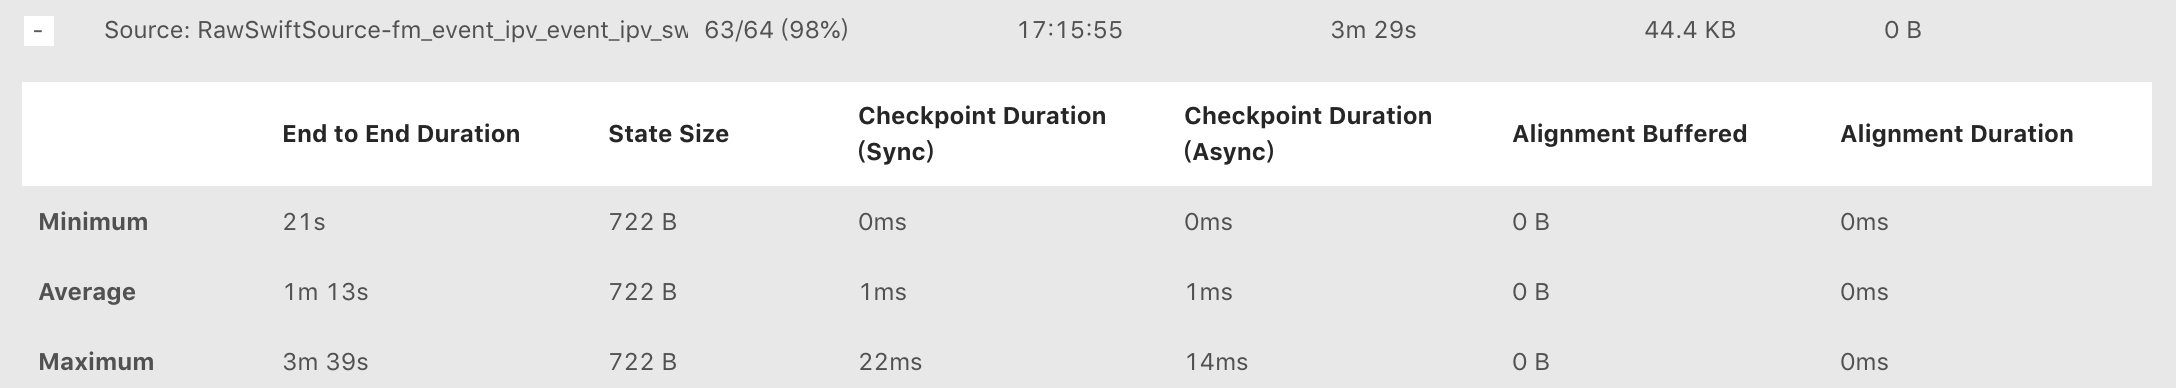 - Source: RawSwiftSource-fm_event_ipv_event_ipv_sw 63/64 (98%) 17:15:55 3m 29s 44.4 KB 0 B
End to End Duration State Size Checkpoint Duration (Sync) Checkpoint Duration (Async) Alignment Buffered Alignment Duration
Minimum 21s 722 B 0ms 0ms 0 B 0ms
Average 1m 13s 722 B 1ms 1ms 0 B 0ms
Maximum 3m 39s 722 B 22ms 14ms 0 B 0ms